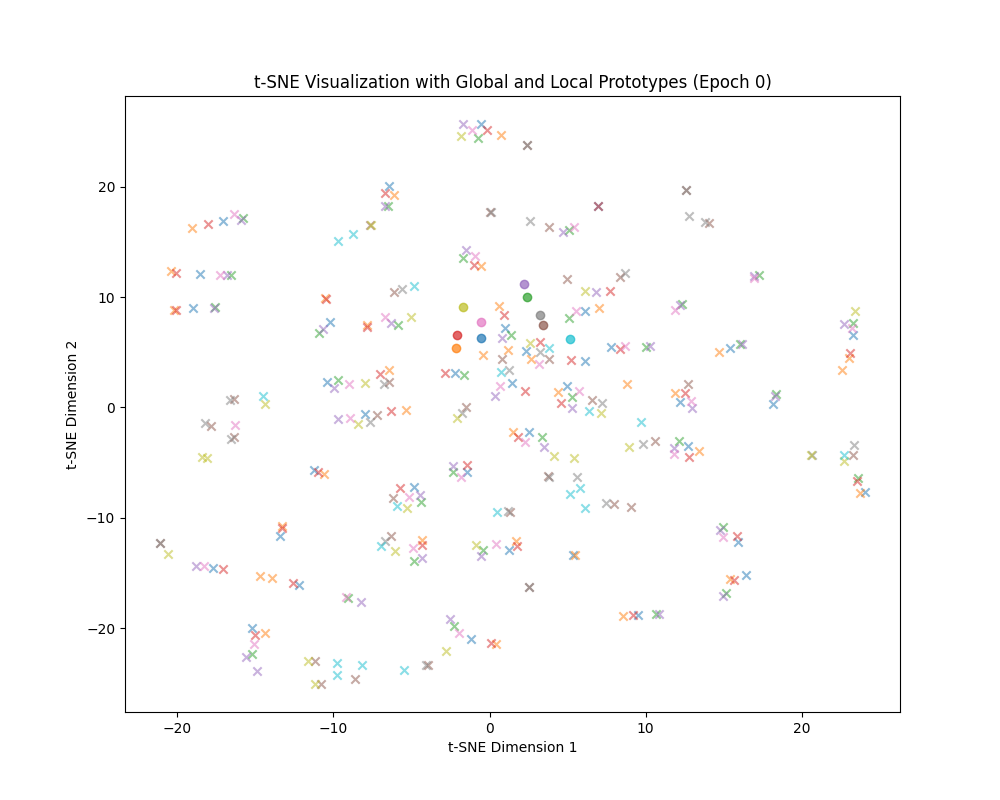 t-SNE Visualization with Global and Local Prototypes (Epoch 0)
20
10
0
−10
−20
t-SNE Dimension 2
−20 −10 0 10 20
t-SNE Dimension 1